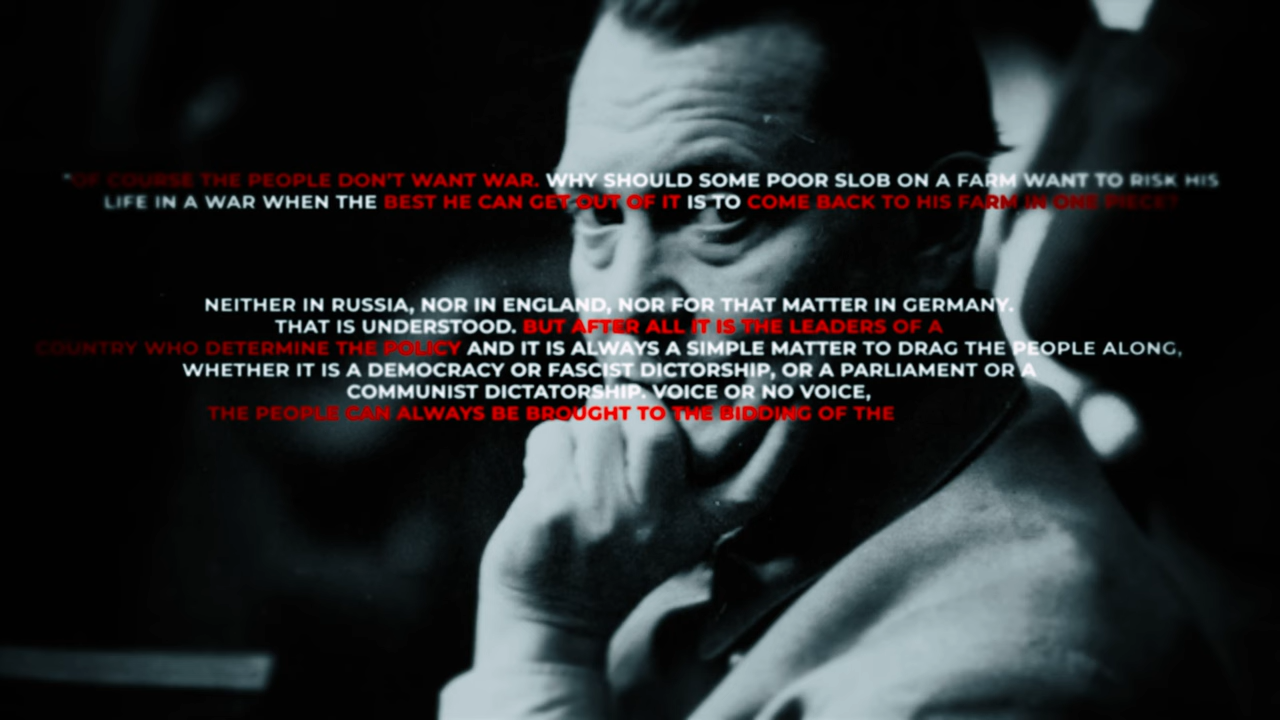 "OF COURSE THE PEOPLE DON'T WANT WAR. WHY SHOULD SOME POOR SLOB ON A FARM WANT TO RISK HIS
LIFE IN A WAR WHEN THE BEST HE CAN GET OUT OF IT IS TO COME BACK TO HIS FARM IN ONE PIECE?
NEITHER IN RUSSIA, NOR IN ENGLAND, NOR FOR THAT MATTER IN GERMANY.
THAT IS UNDERSTOOD. BUT AFTER ALL IT IS THE LEADERS OF A
COUNTRY WHO DETERMINE THE POLICY AND IT IS ALWAYS A SIMPLE MATTER TO DRAG THE PEOPLE ALONG,
WHETHER IT IS A DEMOCRACY OR FASCIST DICTORSHIP, OR A PARLIAMENT OR A
COMMUNIST DICTATORSHIP. VOICE OR NO VOICE,
THE PEOPLE CAN ALWAYS BE BROUGHT TO THE BIDDING OF THE